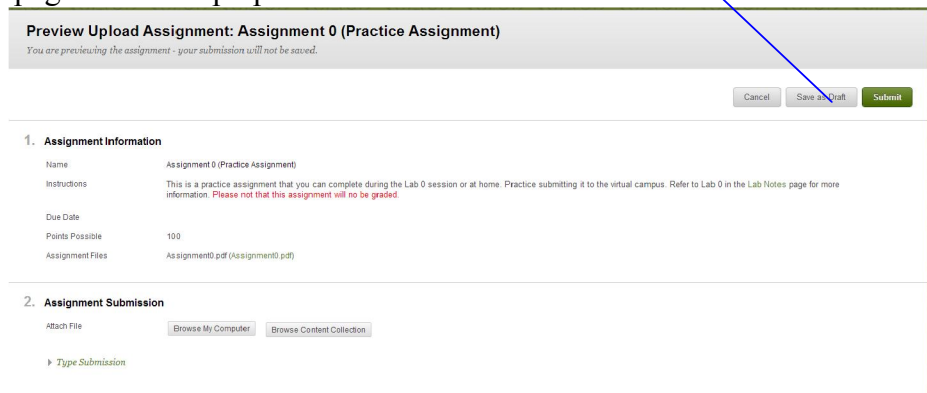 Preview Upload Assignment: Assignment 0 (Practice Assignment)
You are previewing the assignment - your submission will not be saved.
Cancel Save as Draft Submit
1. Assignment Information
Name Assignment 0 (Practice Assignment)
Instructions This is a practice assignment that you can complete during the Lab 0 session or at home. Practice submitting it to the virtual campus. Refer to Lab 0 in the Lab Notes page for more
information. Please not that this assignment will no be graded.
Due Date
Points Possible 100
Assignment Files Assignment0.pdf (Assignment0.pdf)
2. Assignment Submission
Attach File Browse My Computer Browse Content Collection
Type Submission